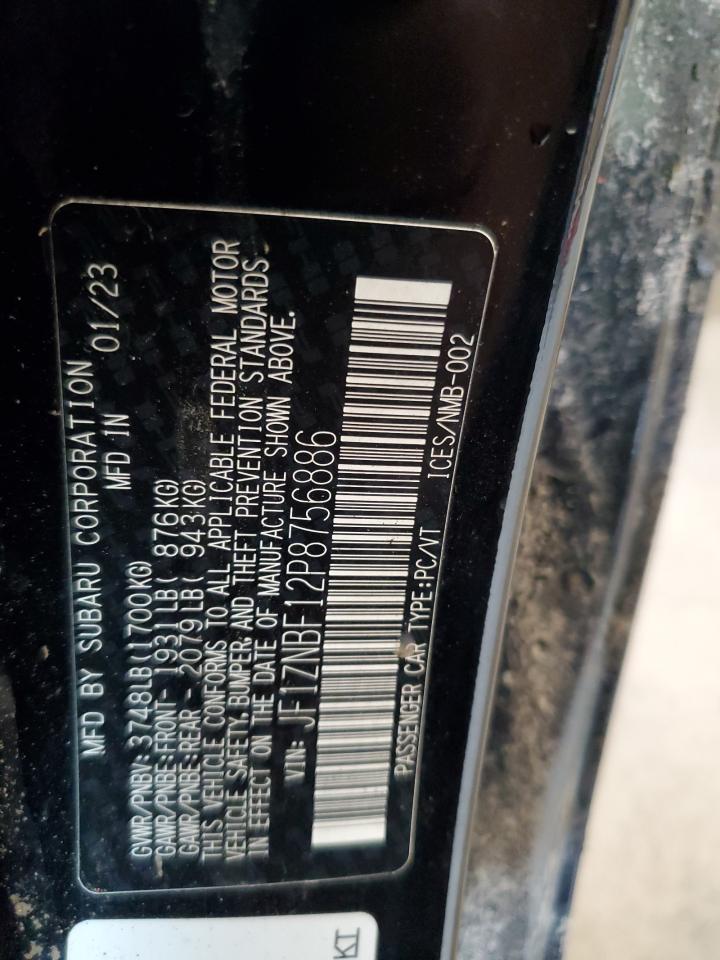 MFD BY SUBARU CORPORATION
MFD IN 01/23
GVWR/PNBV: 3748LB(1700KG)
GAWR/PNBE:FRONT- 1931LB( 876KG)
GAWR/PNBE:REAR - 2079LB( 943KG)
THIS VEHICLE CONFORMS TO ALL APPLICABLE FEDERAL MOTOR
VEHICLE SAFETY,BUMPER,AND THEFT PREVENTION STANDARDS
IN EFFECT ON THE DATE OF MANUFACTURE SHOWN ABOVE.
VIN:JF1ZNBF12P8756886
PASSENGER CAR TYPE:PC/VT ICES/NMB-002